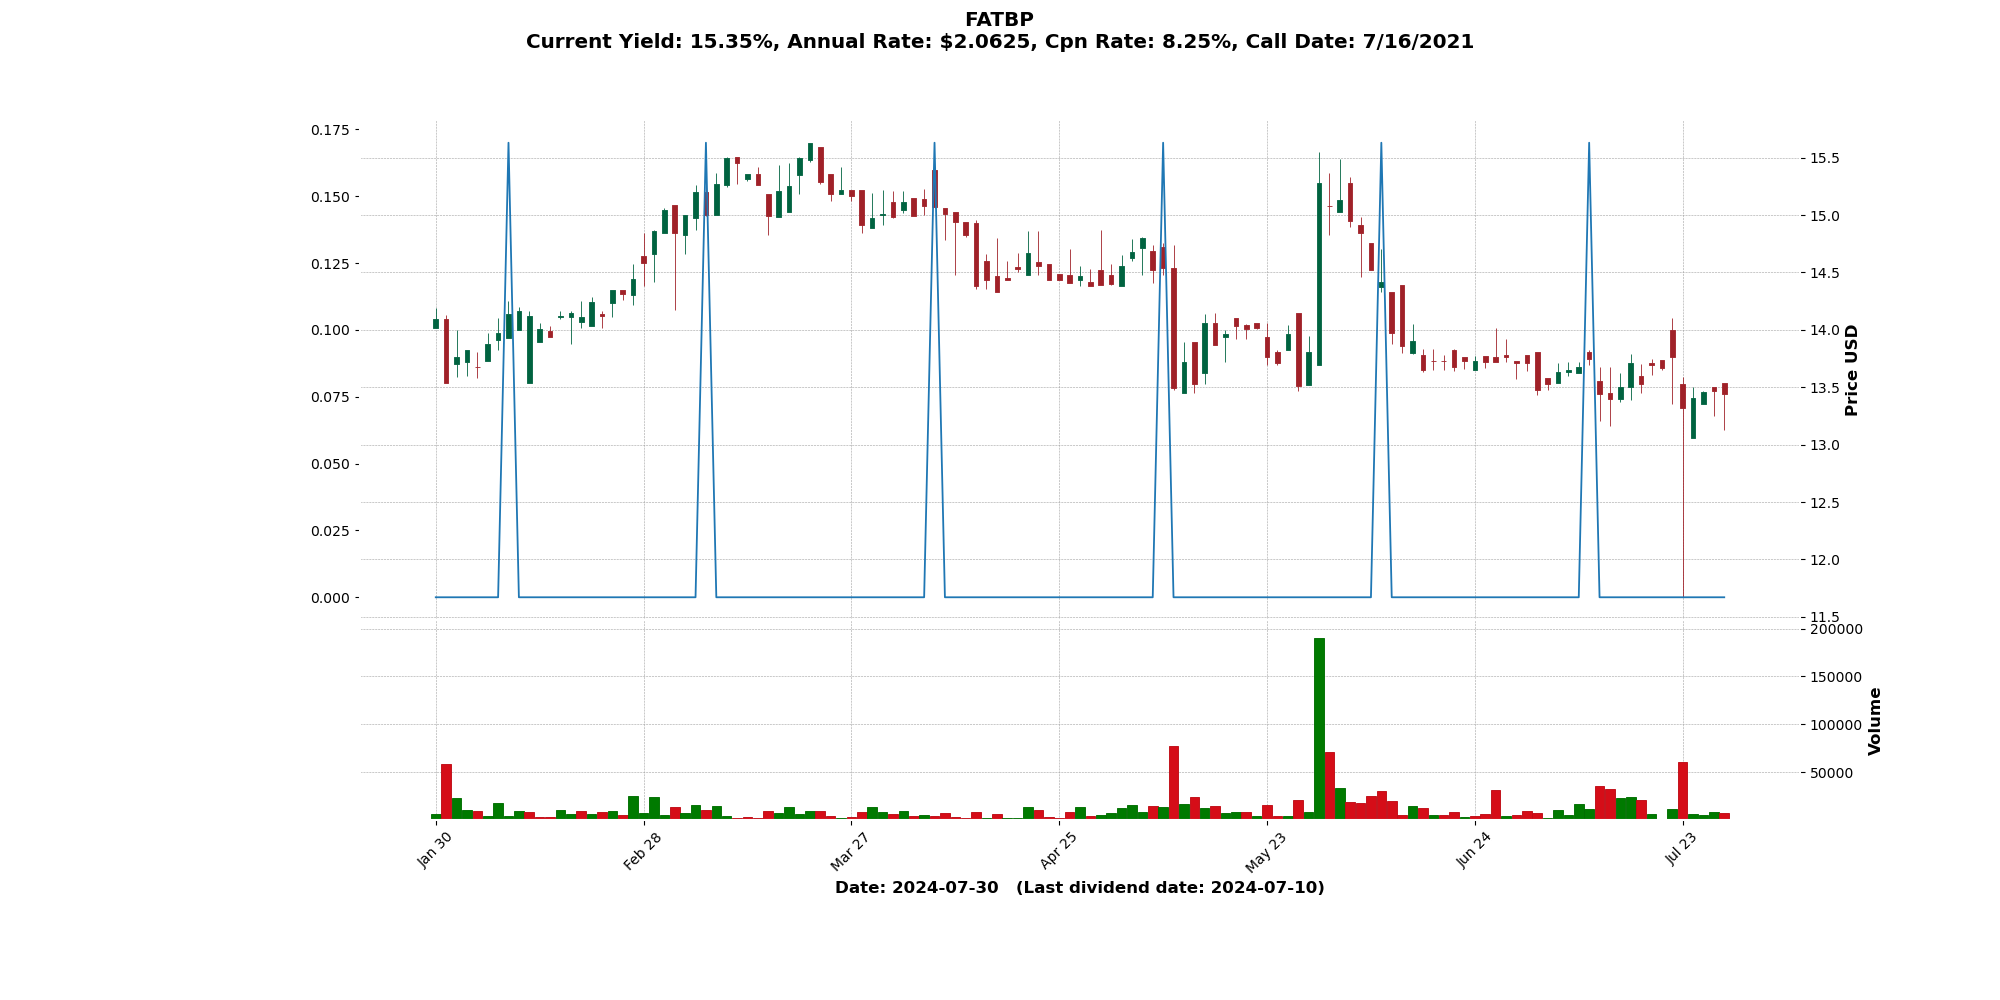 FATBP
Current Yield: 15.35%, Annual Rate: $2.0625, Cpn Rate: 8.25%, Call Date: 7/16/2021
0.175
0.150
0.125
0.100
0.075
0.050
0.025
0.000
15.5
15.0
14.5
14.0
13.5
13.0
12.5
12.0
11.5
Price USD
200000
150000
100000
50000
Volume
Jan 30
Feb 28
Mar 27
Apr 25
May 23
Jun 24
Jul 23
Date: 2024-07-30 (Last dividend date: 2024-07-10)